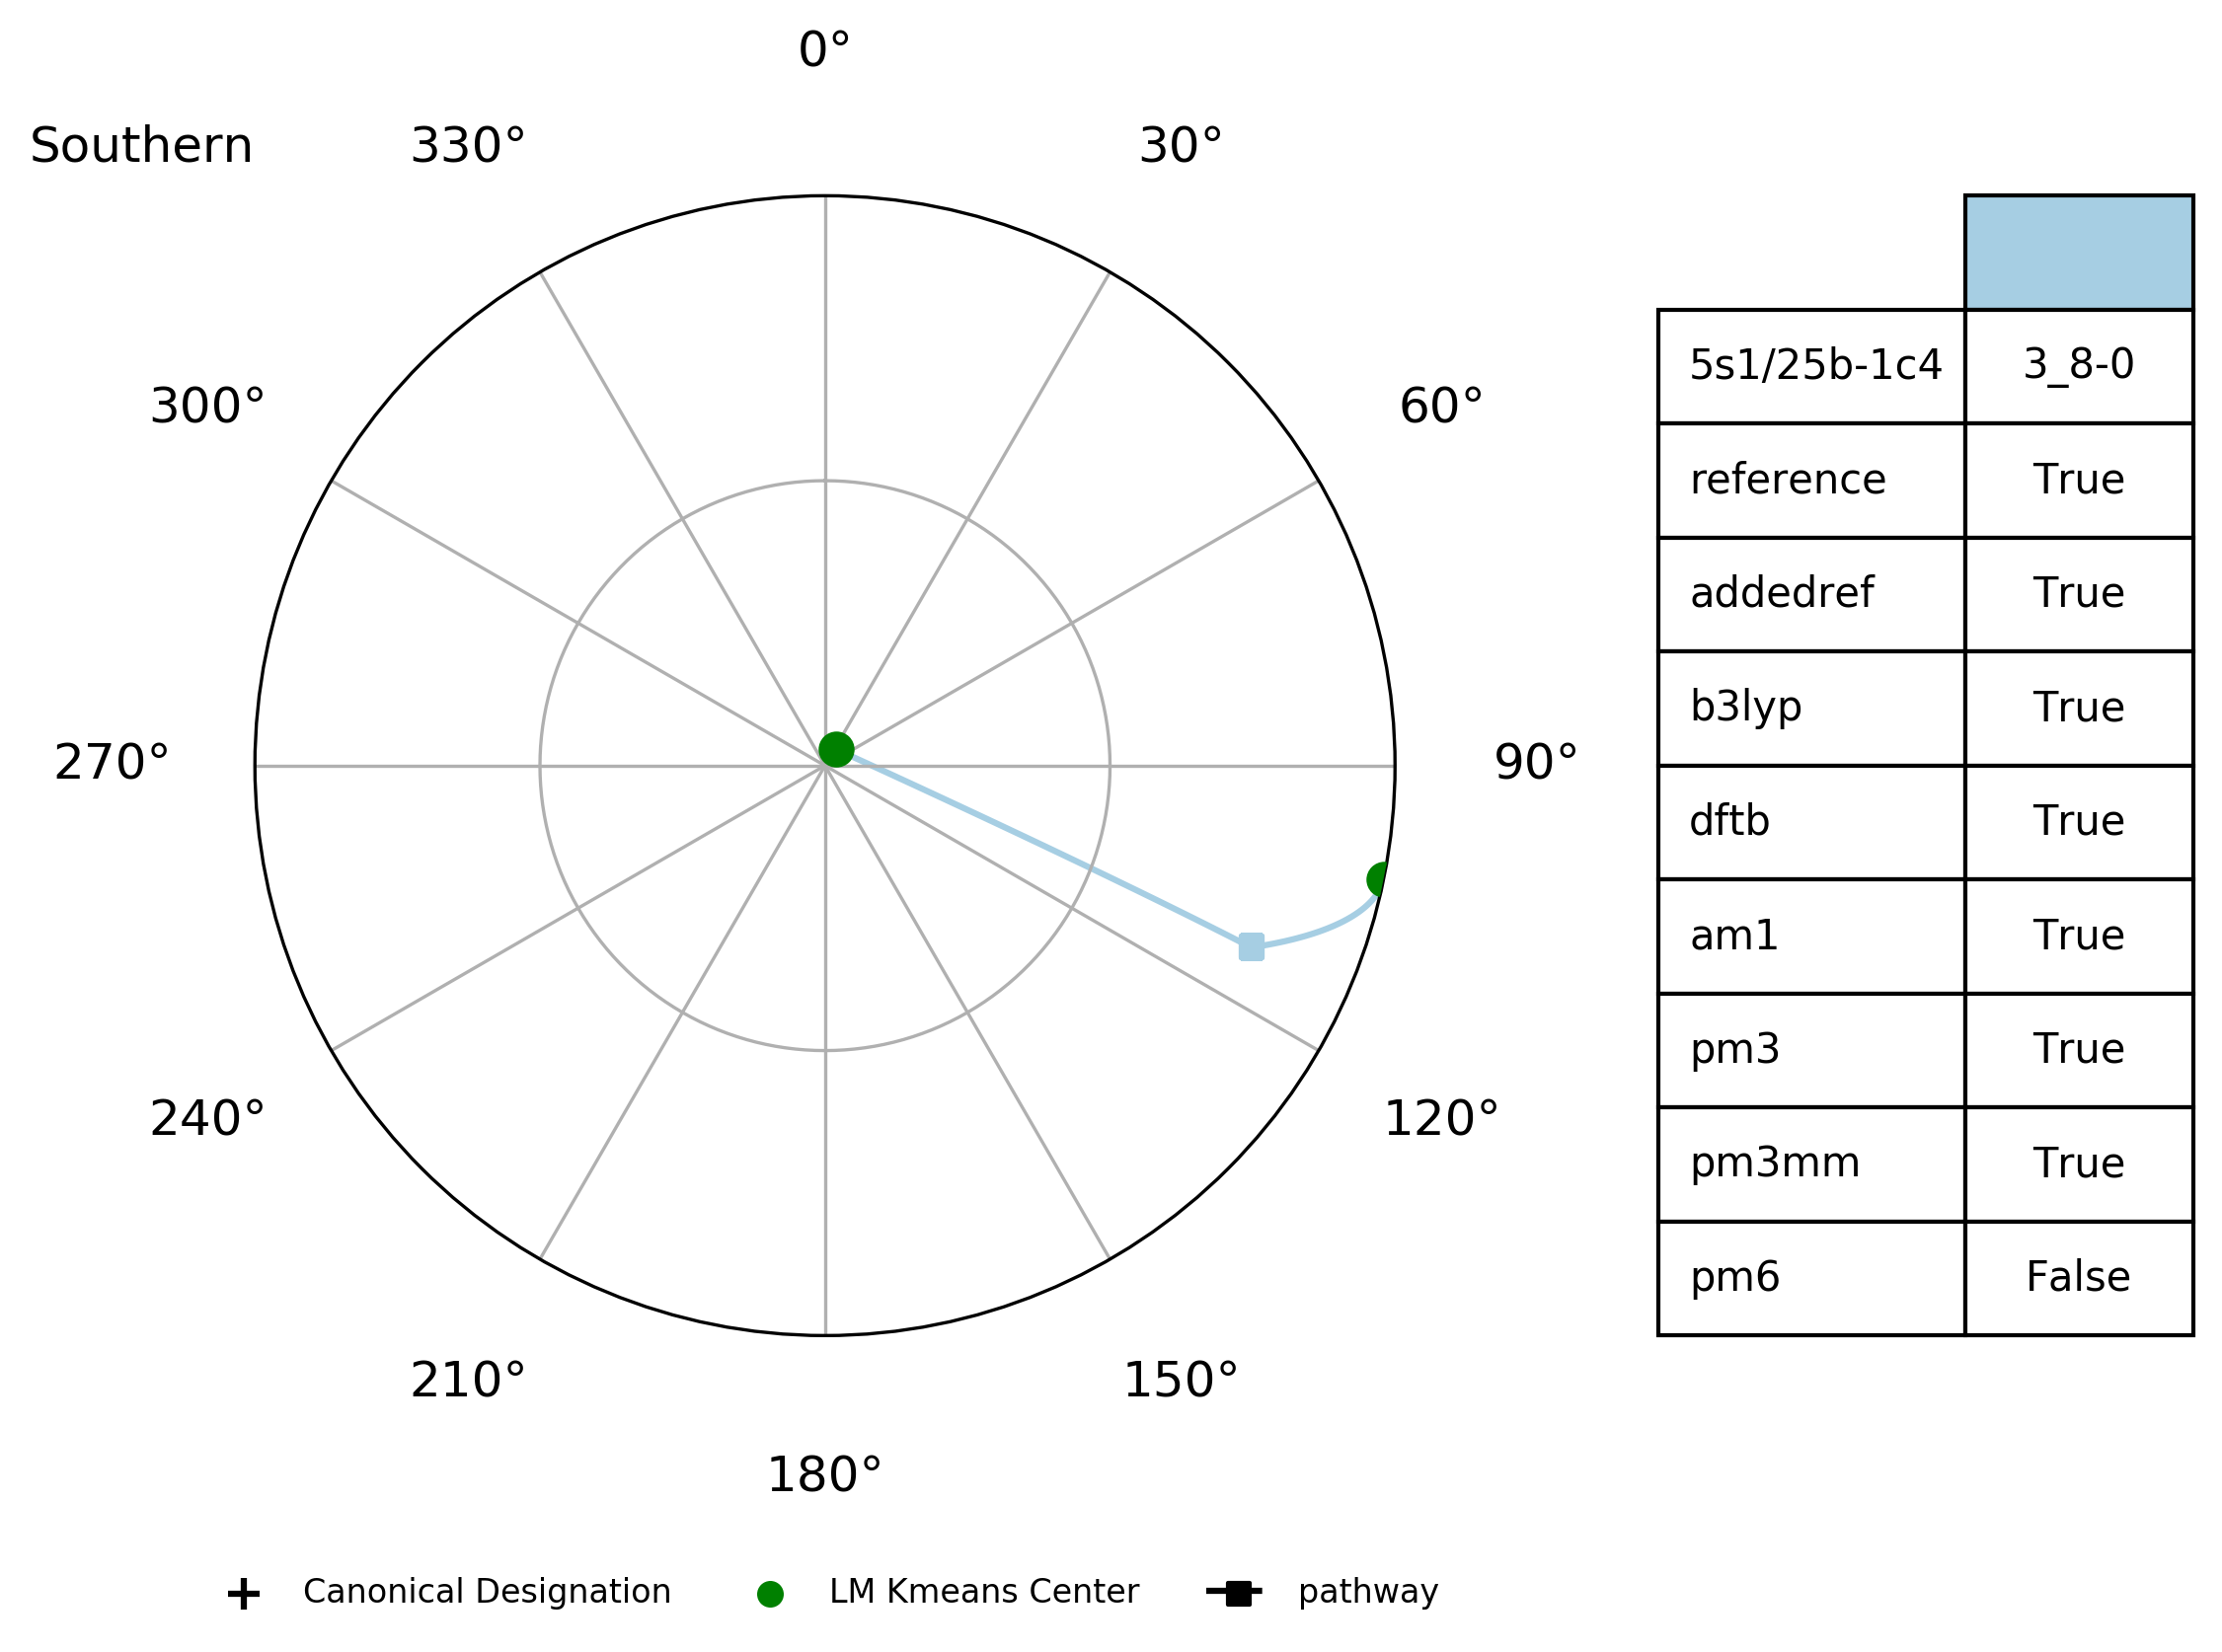 0°
Southern
330°
30°
300°
60°
270°
90°
240°
120°
210°
150°
180°
5s1/25b-1c4 3_8-0
reference True
addedref True
b3lyp True
dftb True
am1 True
pm3 True
pm3mm True
pm6 False
Canonical Designation LM Kmeans Center pathway